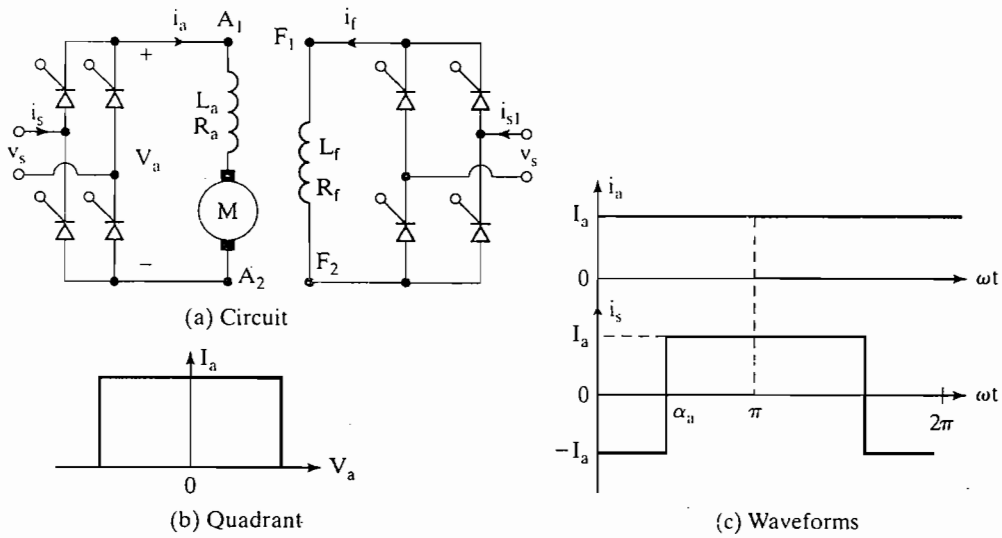 i_a A_1 F_1 i_f
+
L_a
R_a
L_f
R_f
i_s
v_s
V_a
i_s1
v_s
M
−
A_2 F_2
(a) Circuit
I_a
V_a
0
(b) Quadrant
i_a
I_a
0
ωt
i_s
I_a
0
α_a π 2π ωt
−I_a
(c) Waveforms